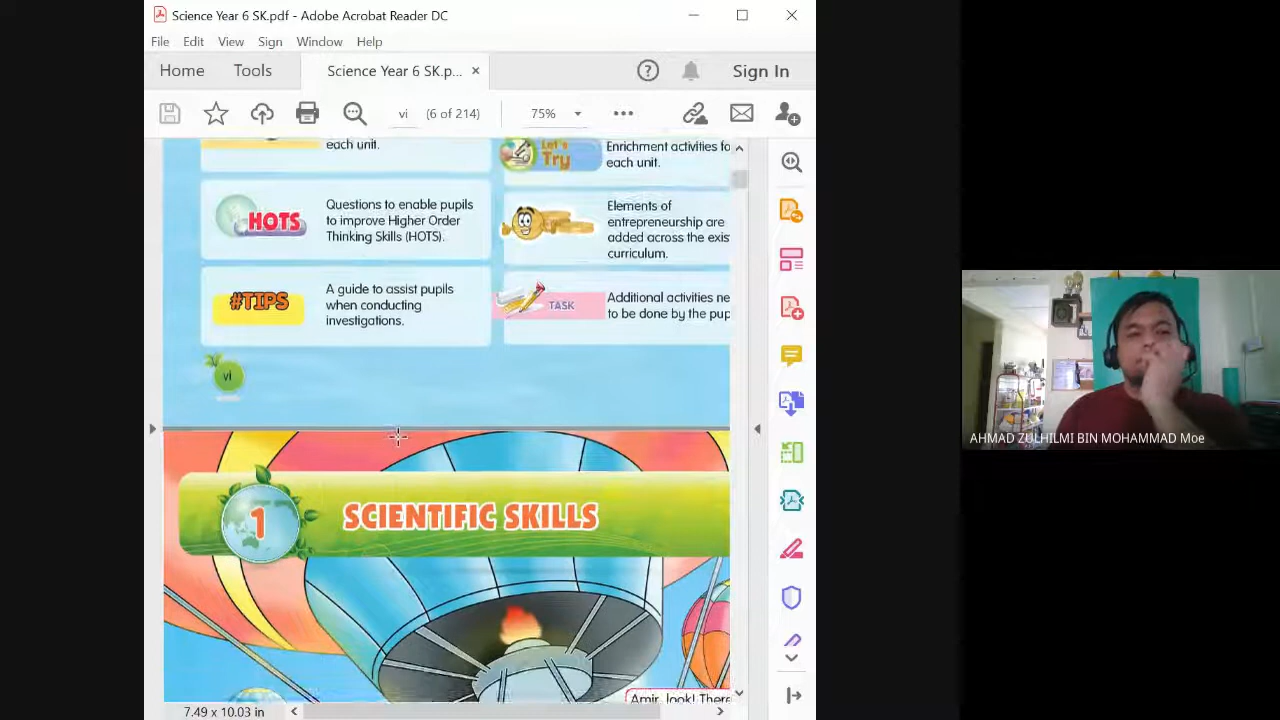 Science Year 6 SK.pdf - Adobe Acrobat Reader DC
File Edit View Sign Window Help
Home Tools Science Year 6 SK.p... Sign In
vi (6 of 214) 75%
each unit.
Let's Try
Enrichment activities fo
each unit.
HOTS
Questions to enable pupils
to improve Higher Order
Thinking Skills (HOTS).
Elements of
entrepreneurship are
added across the exis
curriculum.
#TIPS
A guide to assist pupils
when conducting
investigations.
TASK
Additional activities ne
to be done by the pup
vi
1 SCIENTIFIC SKILLS
Amir, look! There
7.49 x 10.03 in
AHMAD ZULHILMI BIN MOHAMMAD Moe